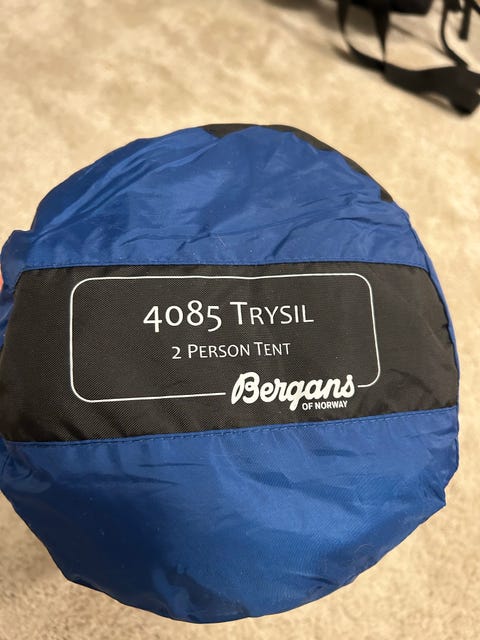 4085 TRYSIL
2 PERSON TENT
Bergans
OF NORWAY